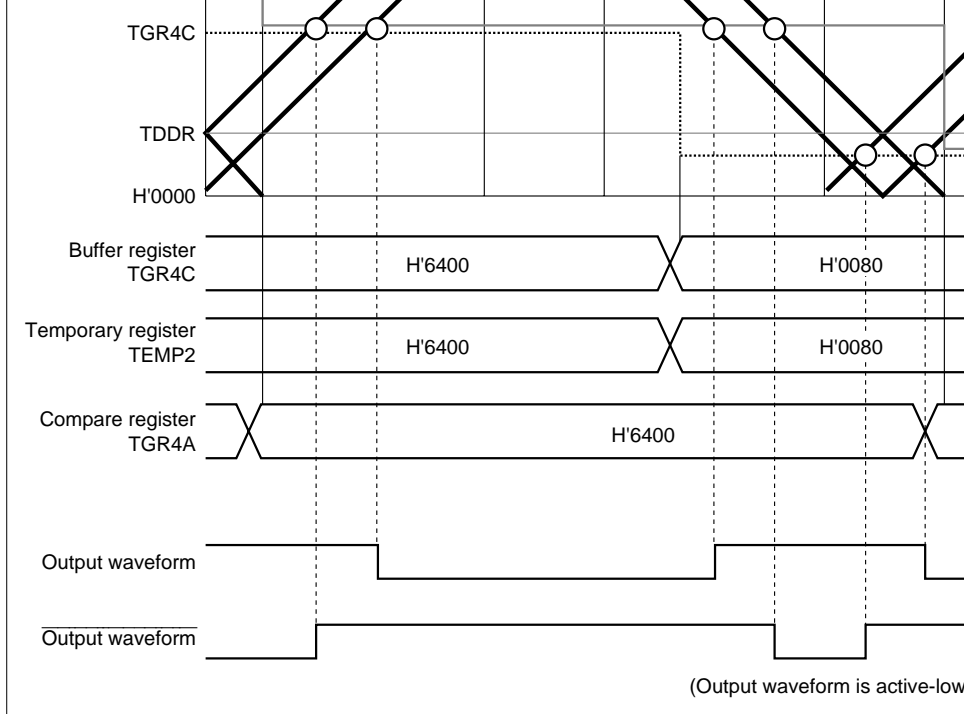 TGR4C
TDDR
H'0000
Buffer register
TGR4C
H'6400
H'0080
Temporary register
TEMP2
H'6400
H'0080
Compare register
TGR4A
H'6400
Output waveform
Output waveform
(Output waveform is active-low